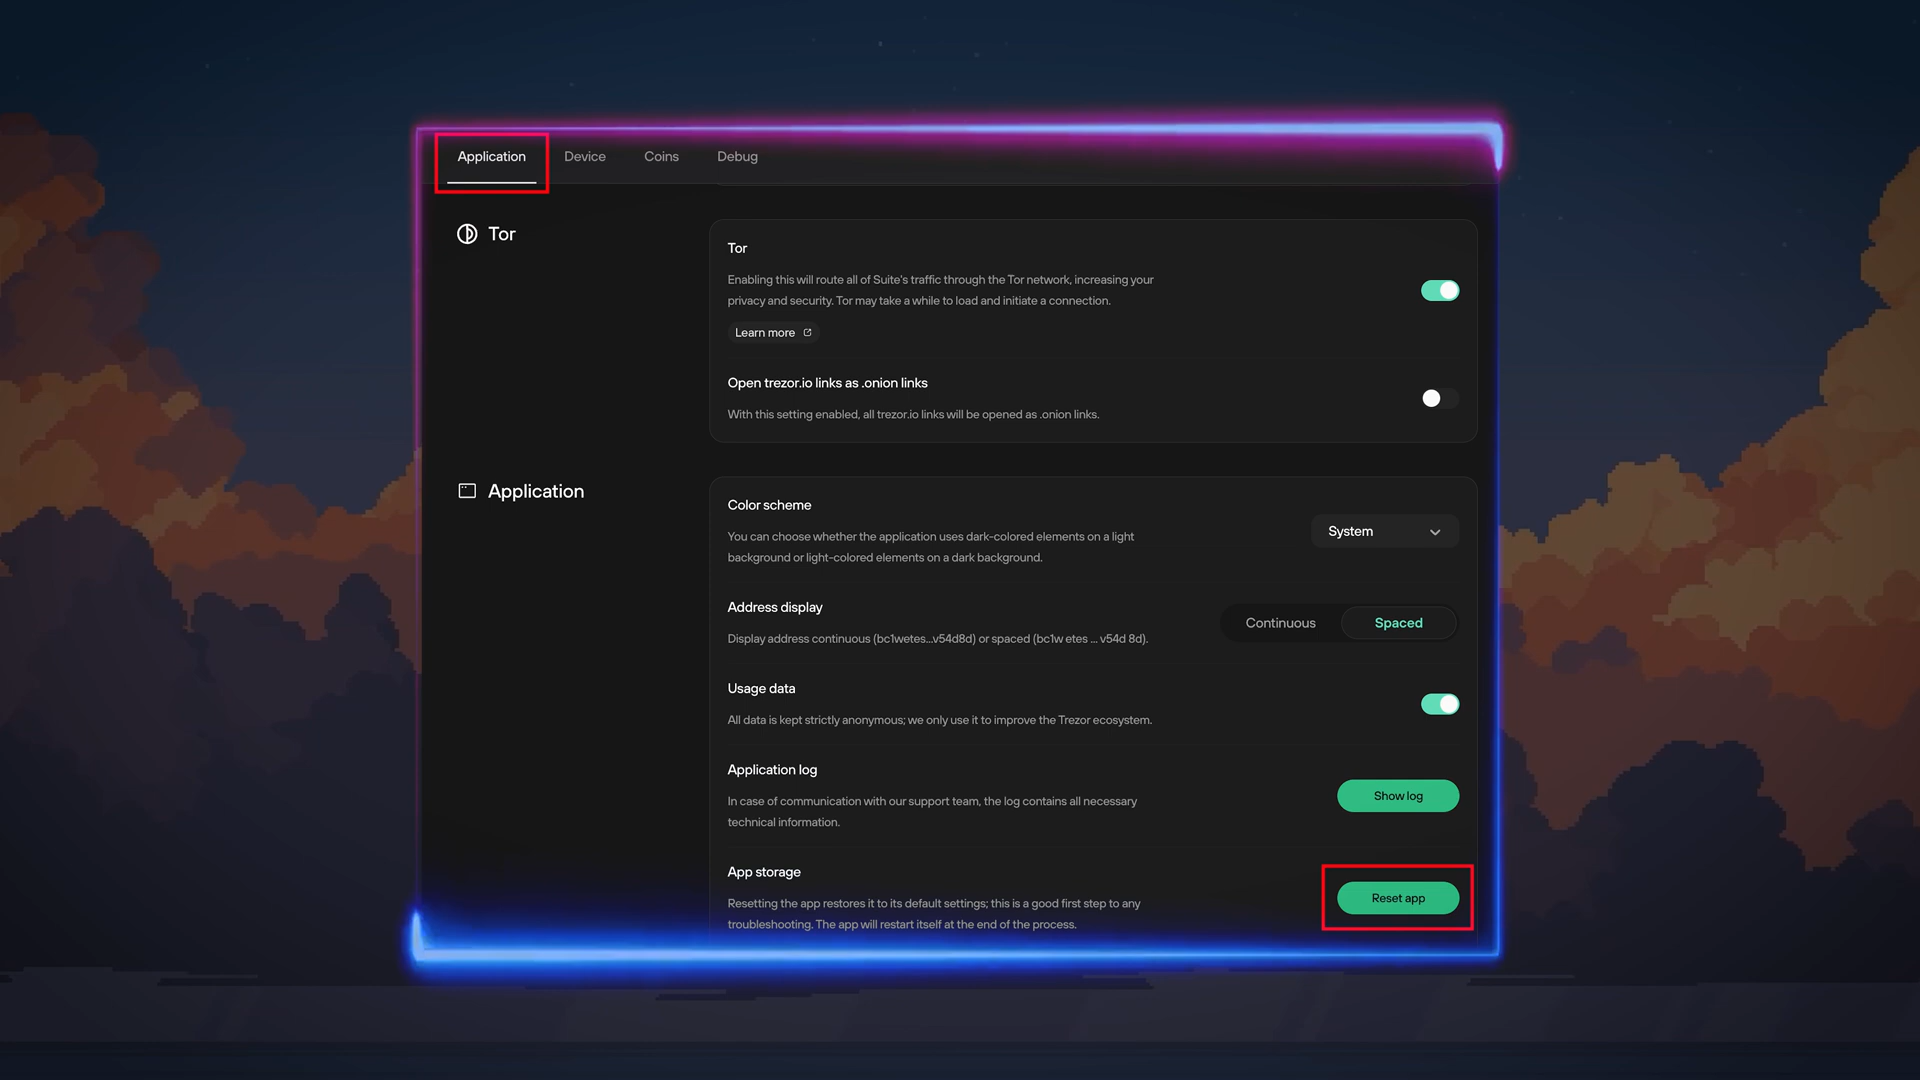 Application Device Coins Debug
Tor
Tor
Enabling this will route all of Suite's traffic through the Tor network, increasing your
privacy and security. Tor may take a while to load and initiate a connection.
Learn more
Open trezor.io links as .onion links
With this setting enabled, all trezor.io links will be opened as .onion links.
Application
Color scheme
You can choose whether the application uses dark-colored elements on a light
background or light-colored elements on a dark background.
System
Address display
Display address continuous (bc1wetes...v54d8d) or spaced (bc1w etes ... v54d 8d).
Continuous Spaced
Usage data
All data is kept strictly anonymous; we only use it to improve the Trezor ecosystem.
Application log
In case of communication with our support team, the log contains all necessary
technical information.
Show log
App storage
Resetting the app restores it to its default settings; this is a good first step to any
troubleshooting. The app will restart itself at the end of the process.
Reset app